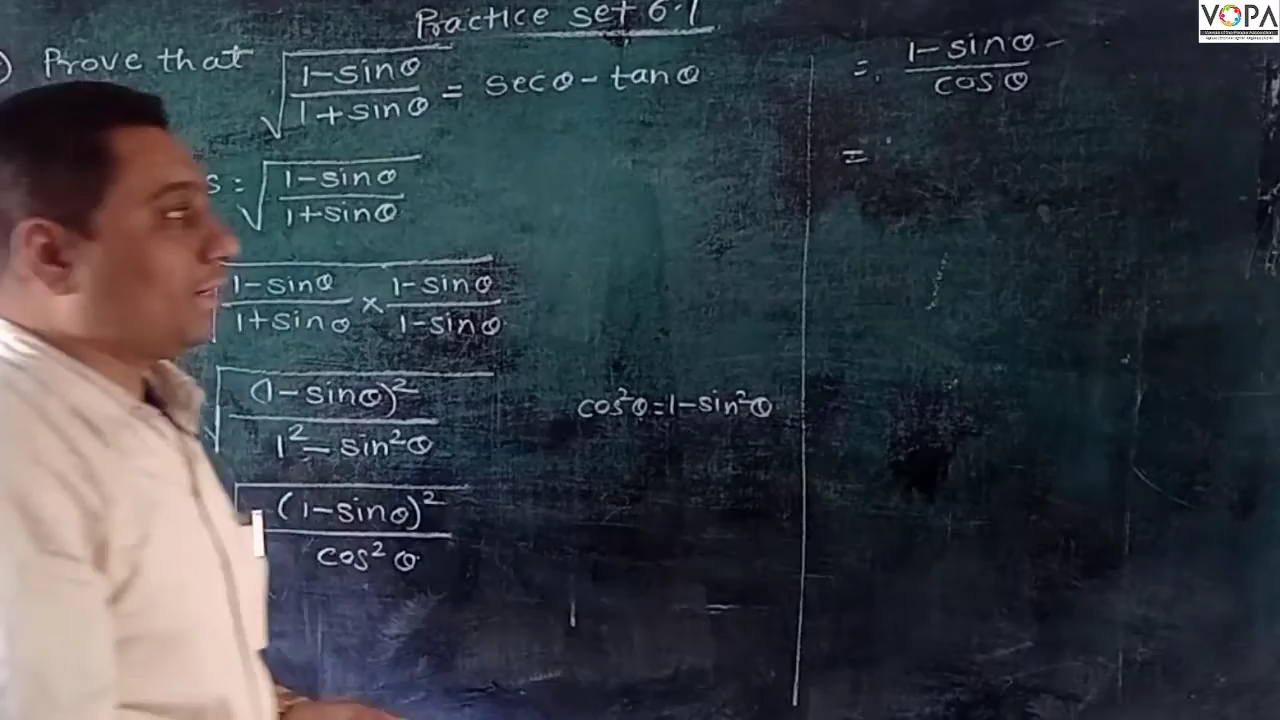 Practice set 6.1
) Prove that √((1-sinθ)/(1+sinθ)) = secθ - tanθ
s = √((1-sinθ)/(1+sinθ))
√((1-sinθ)/(1+sinθ) × (1-sinθ)/(1-sinθ))
√((1-sinθ)²/(1²-sin²θ))
cos²θ = 1-sin²θ
√((1-sinθ)²/cos²θ)
= (1-sinθ)/cosθ
=
VOPA